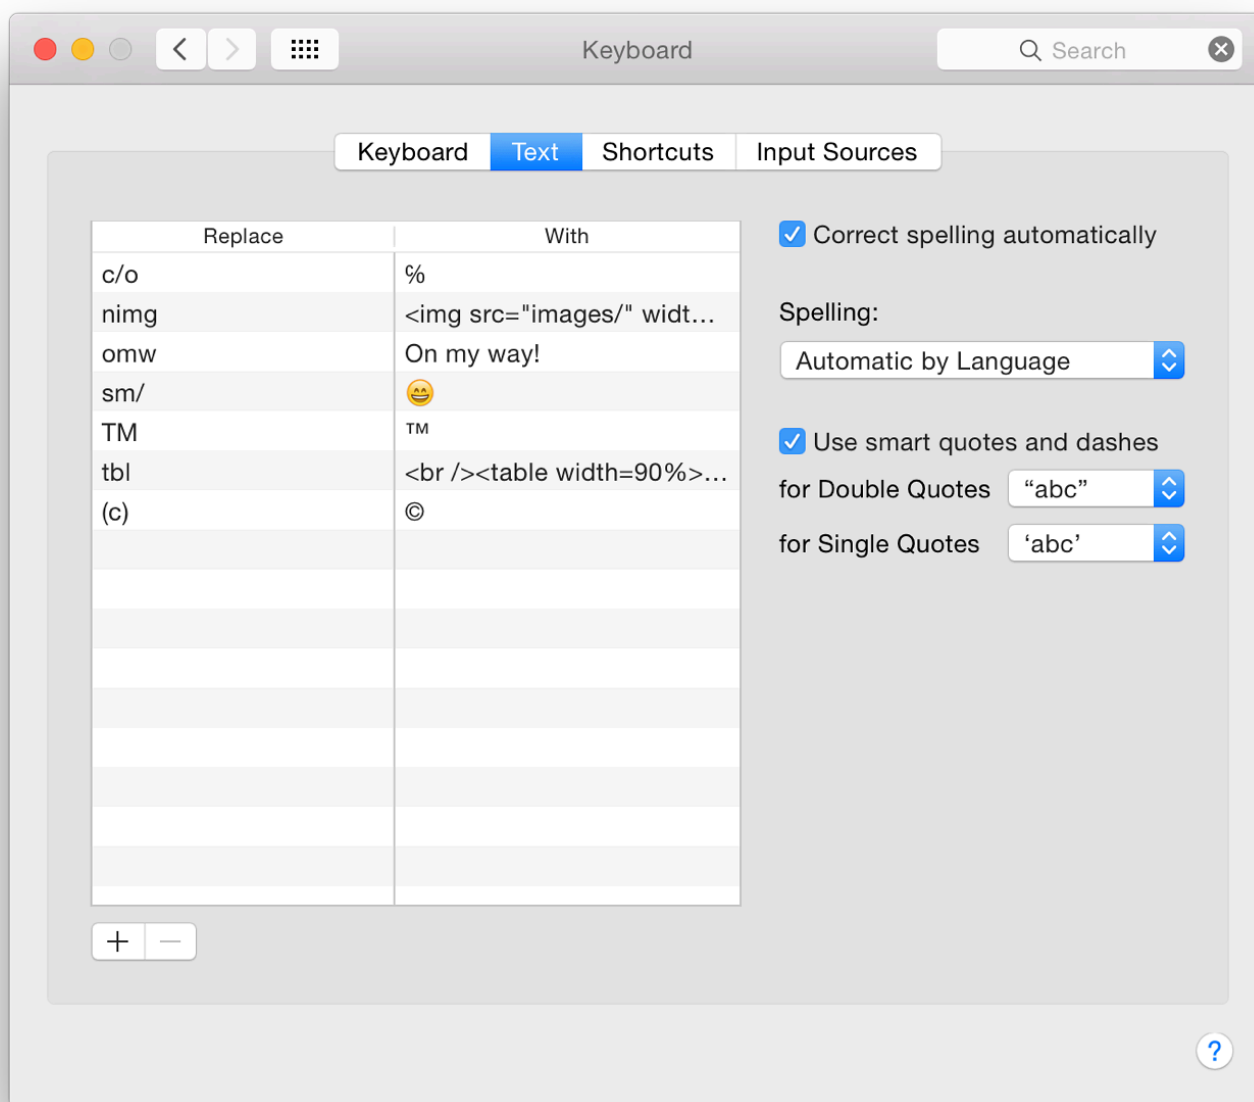 Keyboard
Search
Keyboard Text Shortcuts Input Sources
Replace With
c/o ℅
nimg <img src="images/" widt...
omw On my way!
sm/ 😄
TM ™
tbl <br /><table width=90%>...
(c) ©
Correct spelling automatically
Spelling:
Automatic by Language
Use smart quotes and dashes
for Double Quotes “abc”
for Single Quotes ‘abc’
+ −
?